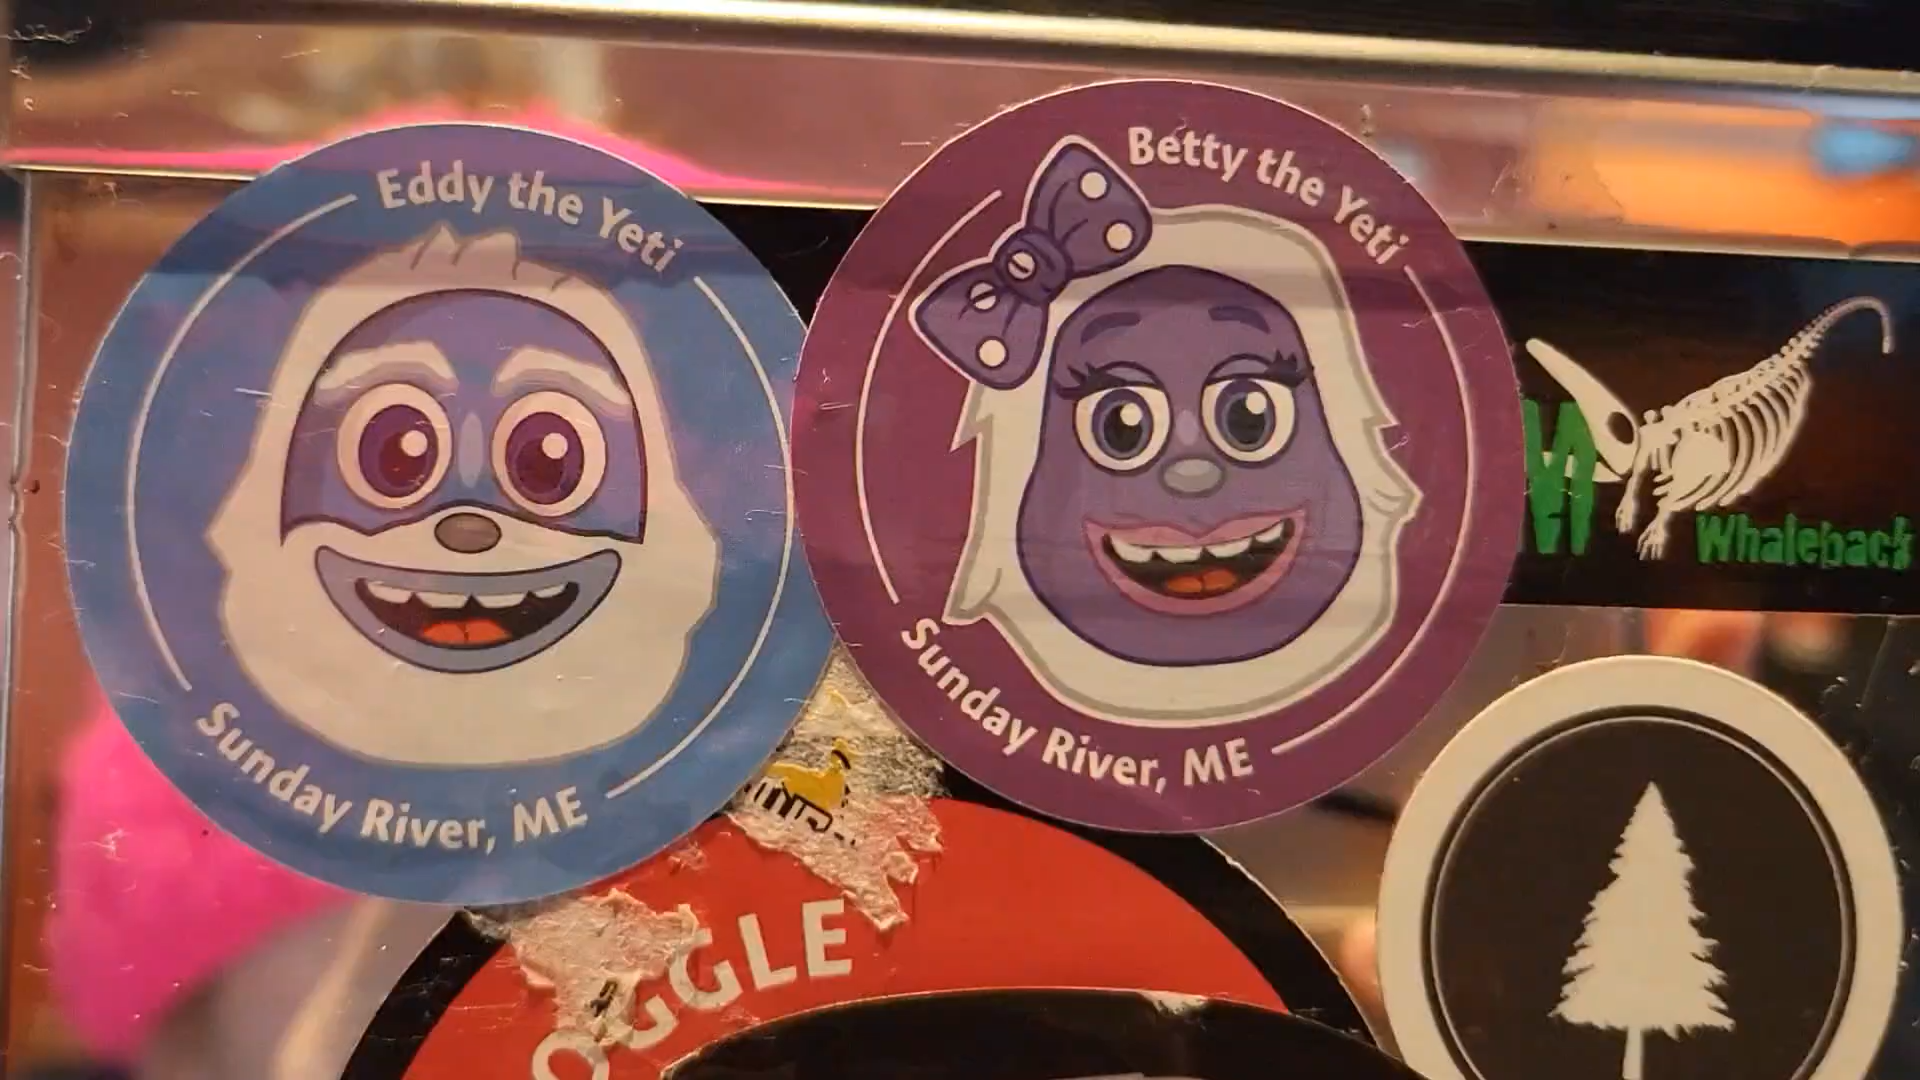 Eddy the Yeti
Sunday River, ME
Betty the Yeti
Sunday River, ME
Whaleback
OGGLE